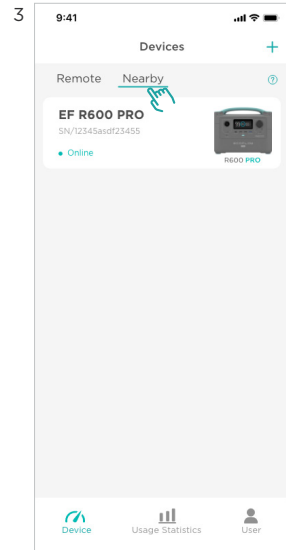 3
9:41
Devices +
Remote Nearby ?
EF R600 PRO
SN/12345asdf23455
Online
R600 PRO
Device Usage Statistics User